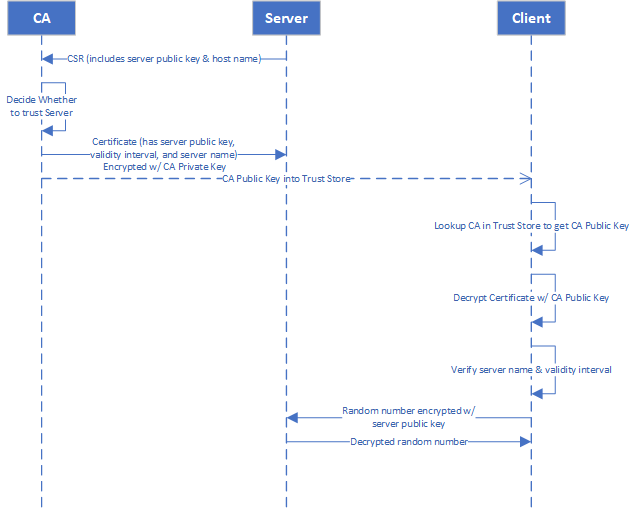 CA
Server
Client
CSR (includes server public key & host name)
Decide Whether
to trust Server
Certificate (has server public key,
validity interval, and server name)
Encrypted w/ CA Private Key
CA Public Key into Trust Store
Lookup CA in Trust Store to get CA Public Key
Decrypt Certificate w/ CA Public Key
Verify server name & validity interval
Random number encrypted w/
server public key
Decrypted random number